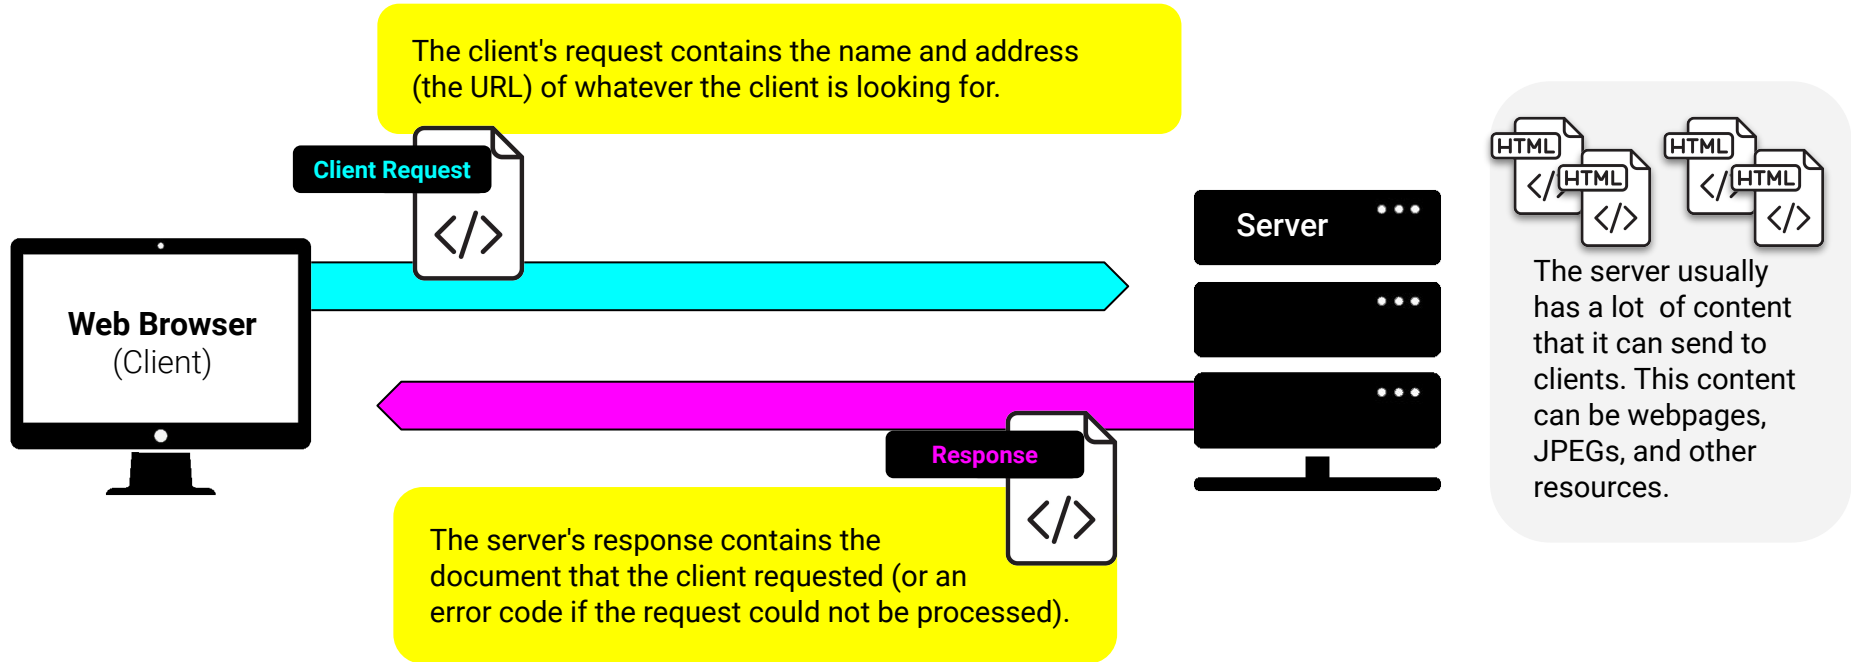 The client's request contains the name and address
(the URL) of whatever the client is looking for.
Client Request
</>
Web Browser
(Client)
Server
Response
</>
The server's response contains the
document that the client requested (or an
error code if the request could not be processed).
HTML
</
HTML
</>
HTML
</
HTML
</>
The server usually
has a lot of content
that it can send to
clients. This content
can be webpages,
JPEGs, and other
resources.